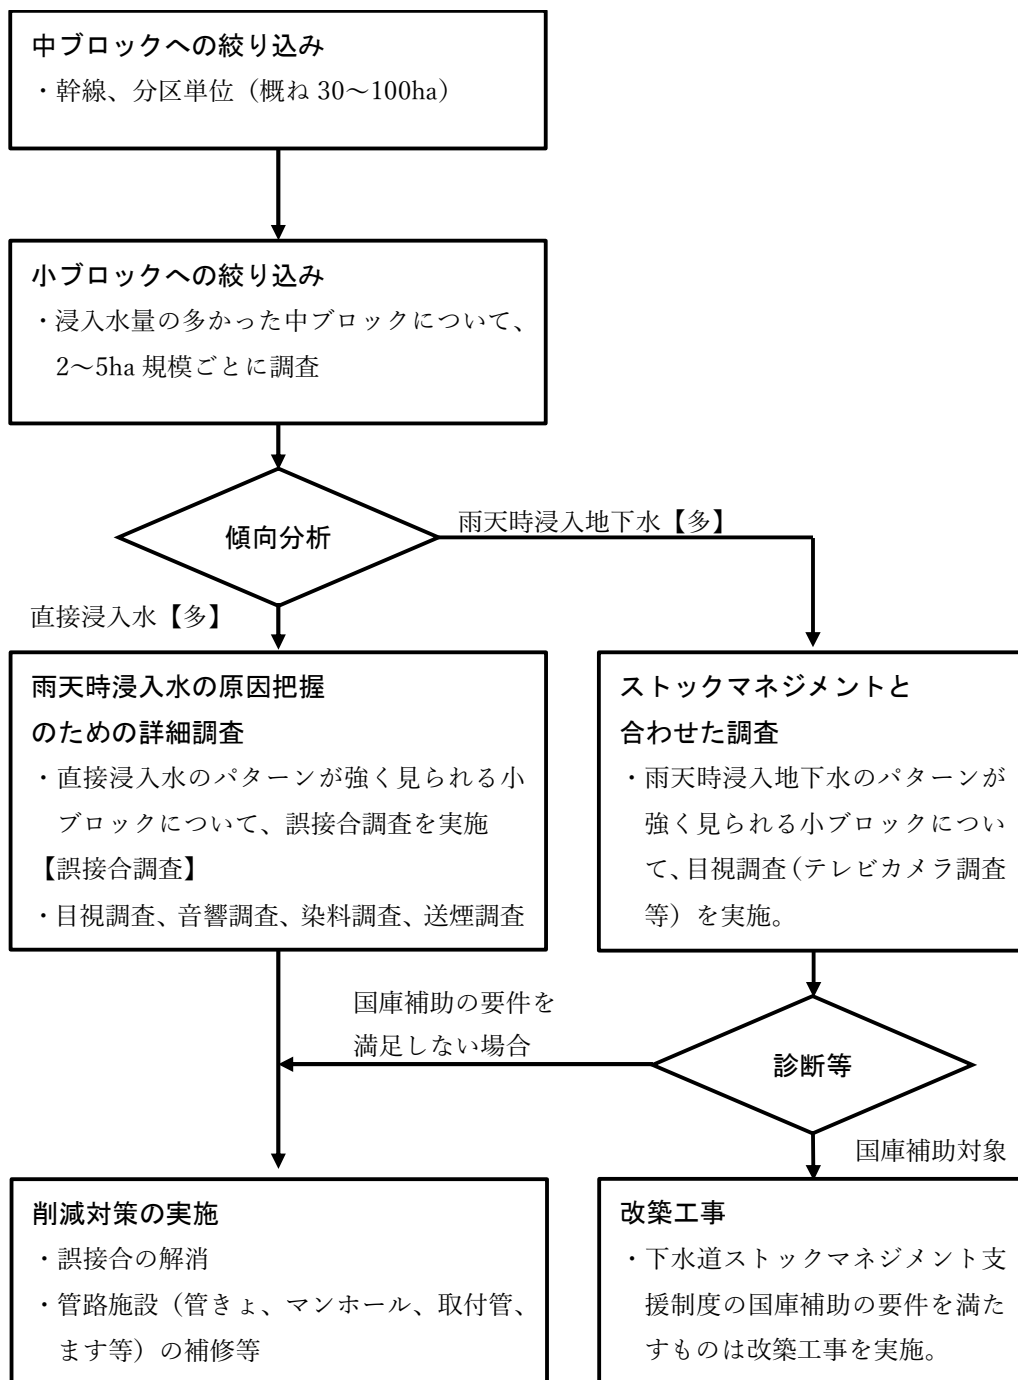 中ブロックへの絞り込み
・幹線、分区単位（概ね 30～100ha）
小ブロックへの絞り込み
・浸入水量の多かった中ブロックについて、
2～5ha 規模ごとに調査
傾向分析
雨天時浸入地下水【多】
直接浸入水【多】
雨天時浸入水の原因把握
のための詳細調査
・直接浸入水のパターンが強く見られる小
ブロックについて、誤接合調査を実施
【誤接合調査】
・目視調査、音響調査、染料調査、送煙調査
ストックマネジメントと
合わせた調査
・雨天時浸入地下水のパターンが
強く見られる小ブロックについ
て、目視調査（テレビカメラ調査
等）を実施。
国庫補助の要件を
満足しない場合
診断等
国庫補助対象
削減対策の実施
・誤接合の解消
・管路施設（管きょ、マンホール、取付管、
ます等）の補修等
改築工事
・下水道ストックマネジメント支
援制度の国庫補助の要件を満た
すものは改築工事を実施。